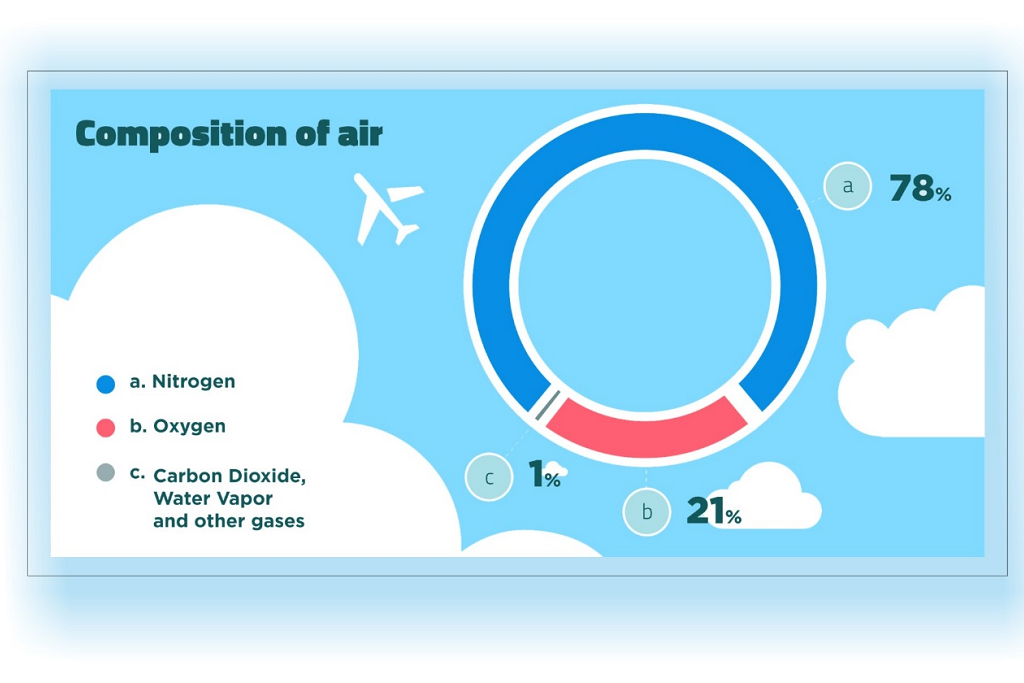 Composition of air
a
78%
a. Nitrogen
b. Oxygen
c. Carbon Dioxide,
Water Vapor
and other gases
c
1%
b
21%